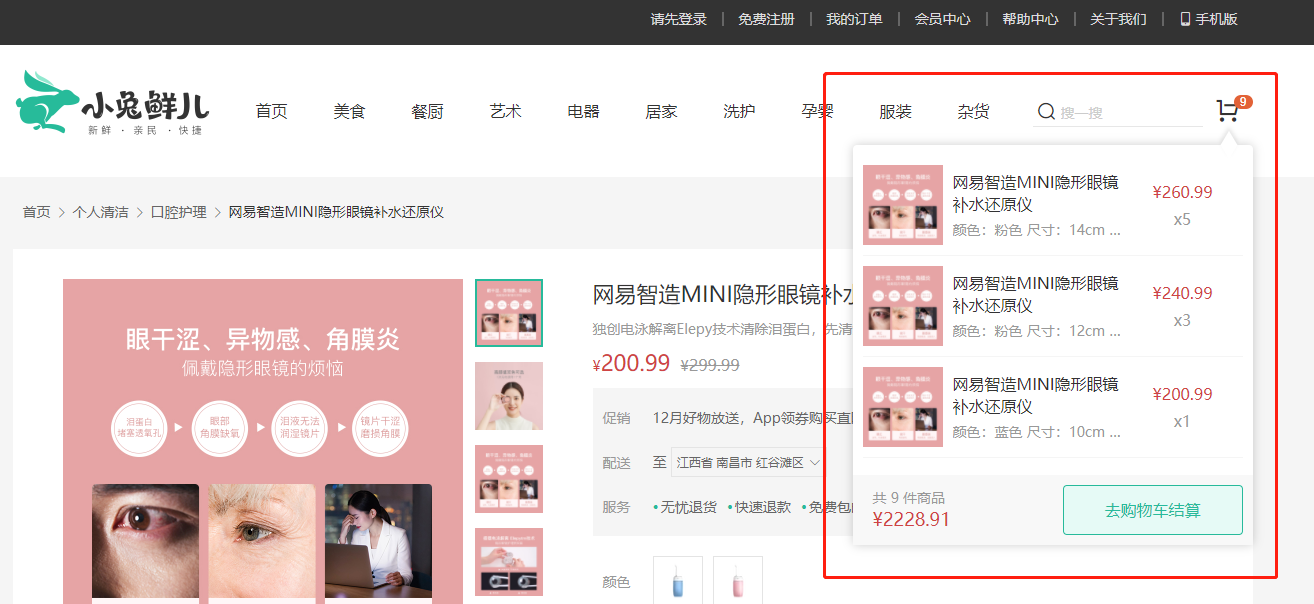 请先登录 免费注册 我的订单 会员中心 帮助中心 关于我们 手机版
小兔鲜儿
新鲜 · 亲民 · 快捷
首页 美食 餐厨 艺术 电器 居家 洗护 孕婴 服装 杂货 搜一搜 9
首页 > 个人清洁 > 口腔护理 > 网易智造MINI隐形眼镜补水还原仪
眼干涩、异物感、角膜炎
佩戴隐形眼镜的烦恼
泪蛋白
堵塞透氧孔
眼部
角膜缺氧
泪液无法
润湿镜片
镜片干涩
磨损角膜
网易智造MINI隐形眼镜补水
独创电泳解离Elepy技术清除泪蛋白，先清
¥200.99 ¥299.99
促销 12月好物放送，App领券购买直
配送 至 江西省 南昌市 红谷滩区
服务 •无忧退货 •快速退款 •免费包
颜色
网易智造MINI隐形眼镜
补水还原仪
颜色：粉色 尺寸：14cm ...
¥260.99
x5
网易智造MINI隐形眼镜
补水还原仪
颜色：粉色 尺寸：12cm ...
¥240.99
x3
网易智造MINI隐形眼镜
补水还原仪
颜色：蓝色 尺寸：10cm ...
¥200.99
x1
共 9 件商品
¥2228.91
去购物车结算